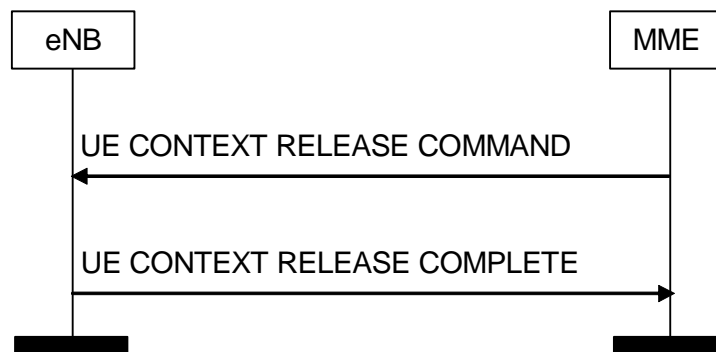 eNB
MME
UE CONTEXT RELEASE COMMAND
UE CONTEXT RELEASE COMPLETE